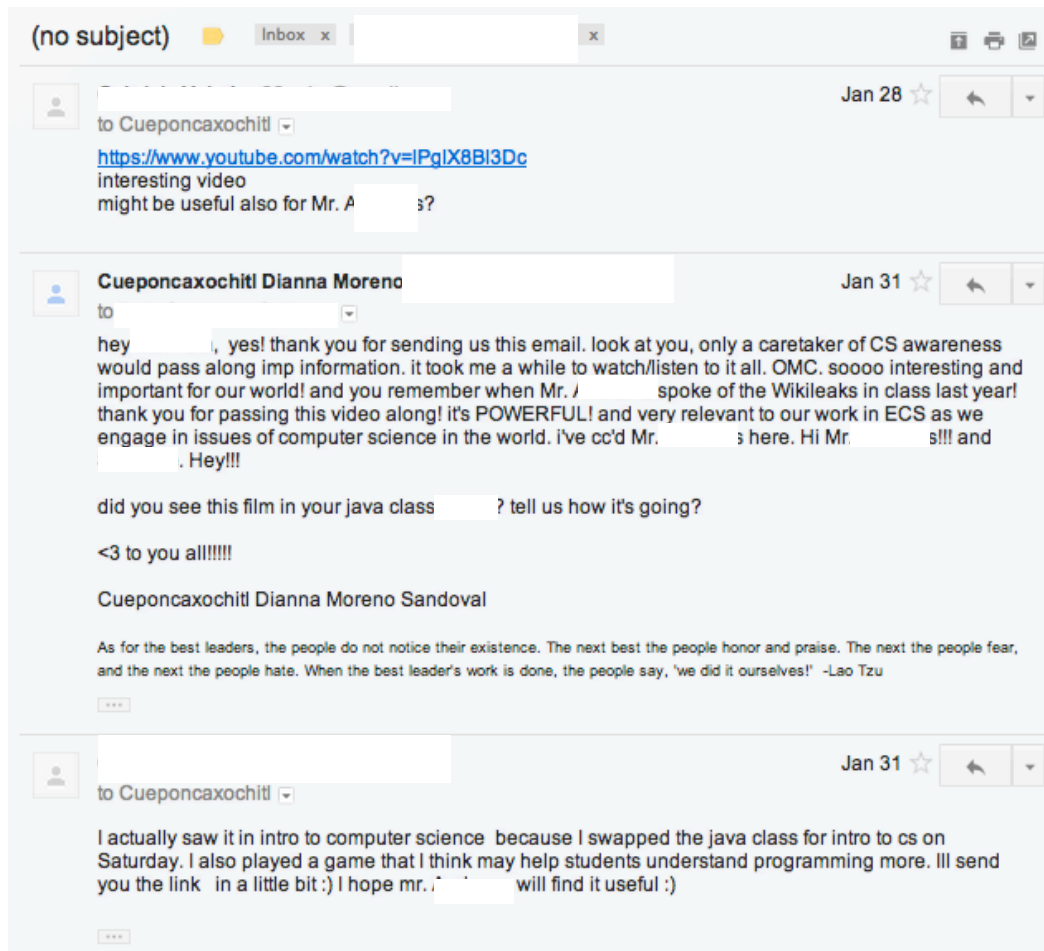 (no subject)
Inbox x
x
Jan 28
to Cueponcaxochitl
https://www.youtube.com/watch?v=lPglX8Bl3Dc
interesting video
might be useful also for Mr. A s?
Cueponcaxochitl Dianna Moreno
Jan 31
to
hey , yes! thank you for sending us this email. look at you, only a caretaker of CS awareness
would pass along imp information. it took me a while to watch/listen to it all. OMC. soooo interesting and
important for our world! and you remember when Mr. spoke of the Wikileaks in class last year!
thank you for passing this video along! it's POWERFUL! and very relevant to our work in ECS as we
engage in issues of computer science in the world. i've cc'd Mr. s here. Hi Mr. s!!! and
. Hey!!!
did you see this film in your java class ? tell us how it's going?
<3 to you all!!!!!
Cueponcaxochitl Dianna Moreno Sandoval
As for the best leaders, the people do not notice their existence. The next best the people honor and praise. The next the people fear,
and the next the people hate. When the best leader's work is done, the people say, 'we did it ourselves!' -Lao Tzu
Jan 31
to Cueponcaxochitl
I actually saw it in intro to computer science because I swapped the java class for intro to cs on
Saturday. I also played a game that I think may help students understand programming more. Ill send
you the link in a little bit :) I hope mr. will find it useful :)